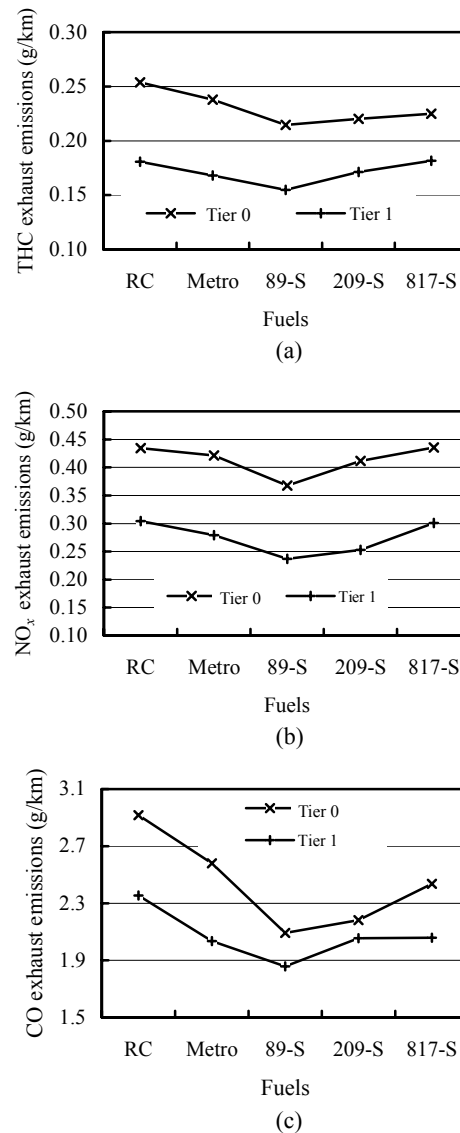 THC exhaust emissions (g/km)
0.30
0.25
0.20
0.15
0.10
Tier 0
Tier 1
RC Metro 89-S 209-S 817-S
Fuels
(a)
NOx exhaust emissions (g/km)
0.50
0.45
0.40
0.35
0.30
0.25
0.20
0.15
0.10
Tier 0
Tier 1
RC Metro 89-S 209-S 817-S
Fuels
(b)
CO exhaust emissions (g/km)
3.1
2.7
2.3
1.9
1.5
Tier 0
Tier 1
RC Metro 89-S 209-S 817-S
Fuels
(c)